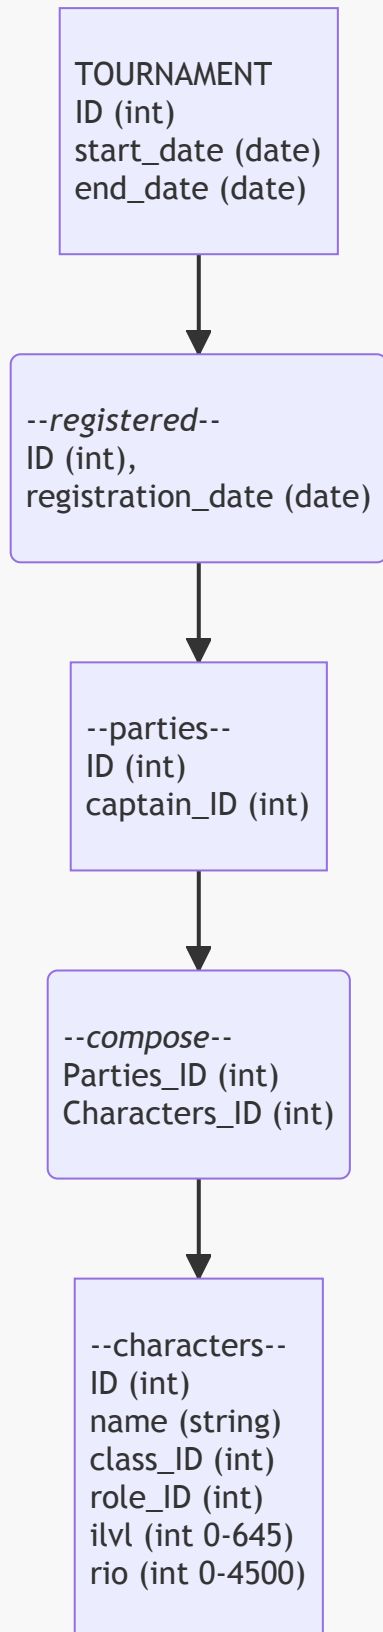 TOURNAMENT
ID (int)
start_date (date)
end_date (date)
--registered--
ID (int),
registration_date (date)
--parties--
ID (int)
captain_ID (int)
--compose--
Parties_ID (int)
Characters_ID (int)
--characters--
ID (int)
name (string)
class_ID (int)
role_ID (int)
ilvl (int 0-645)
rio (int 0-4500)